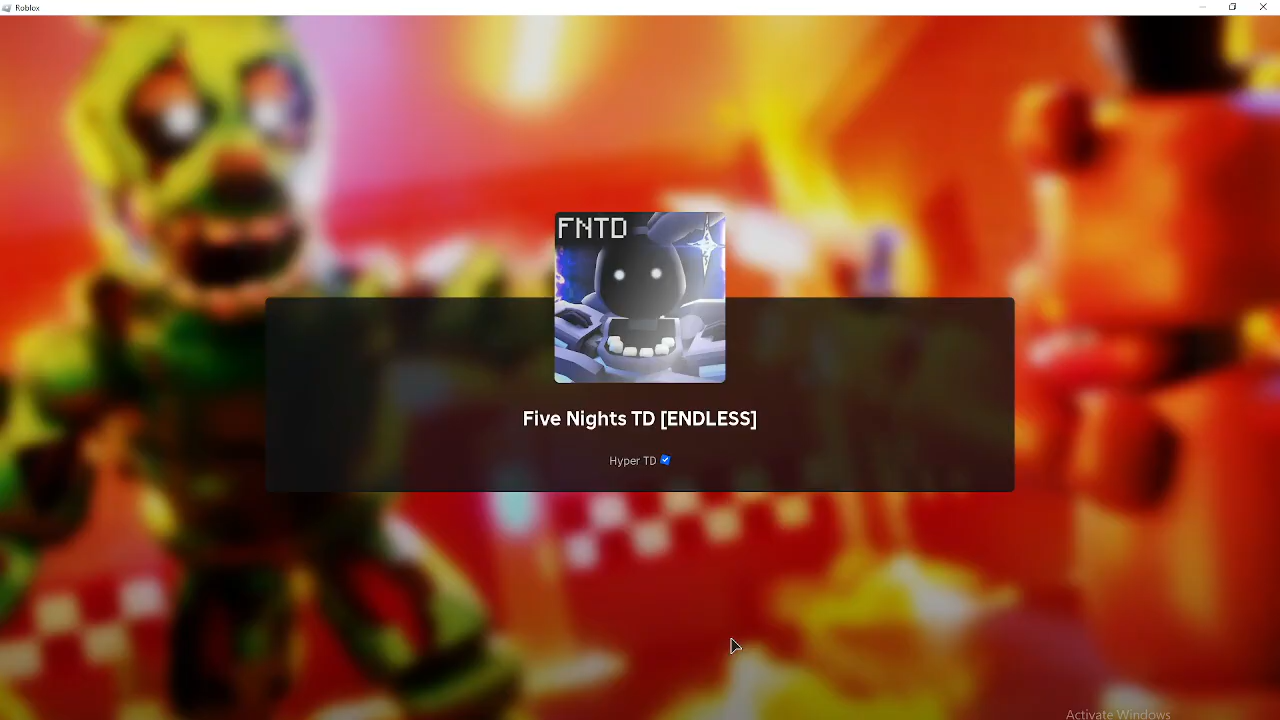 Roblox
FNTD
Five Nights TD [ENDLESS]
Hyper TD
Activate Windows